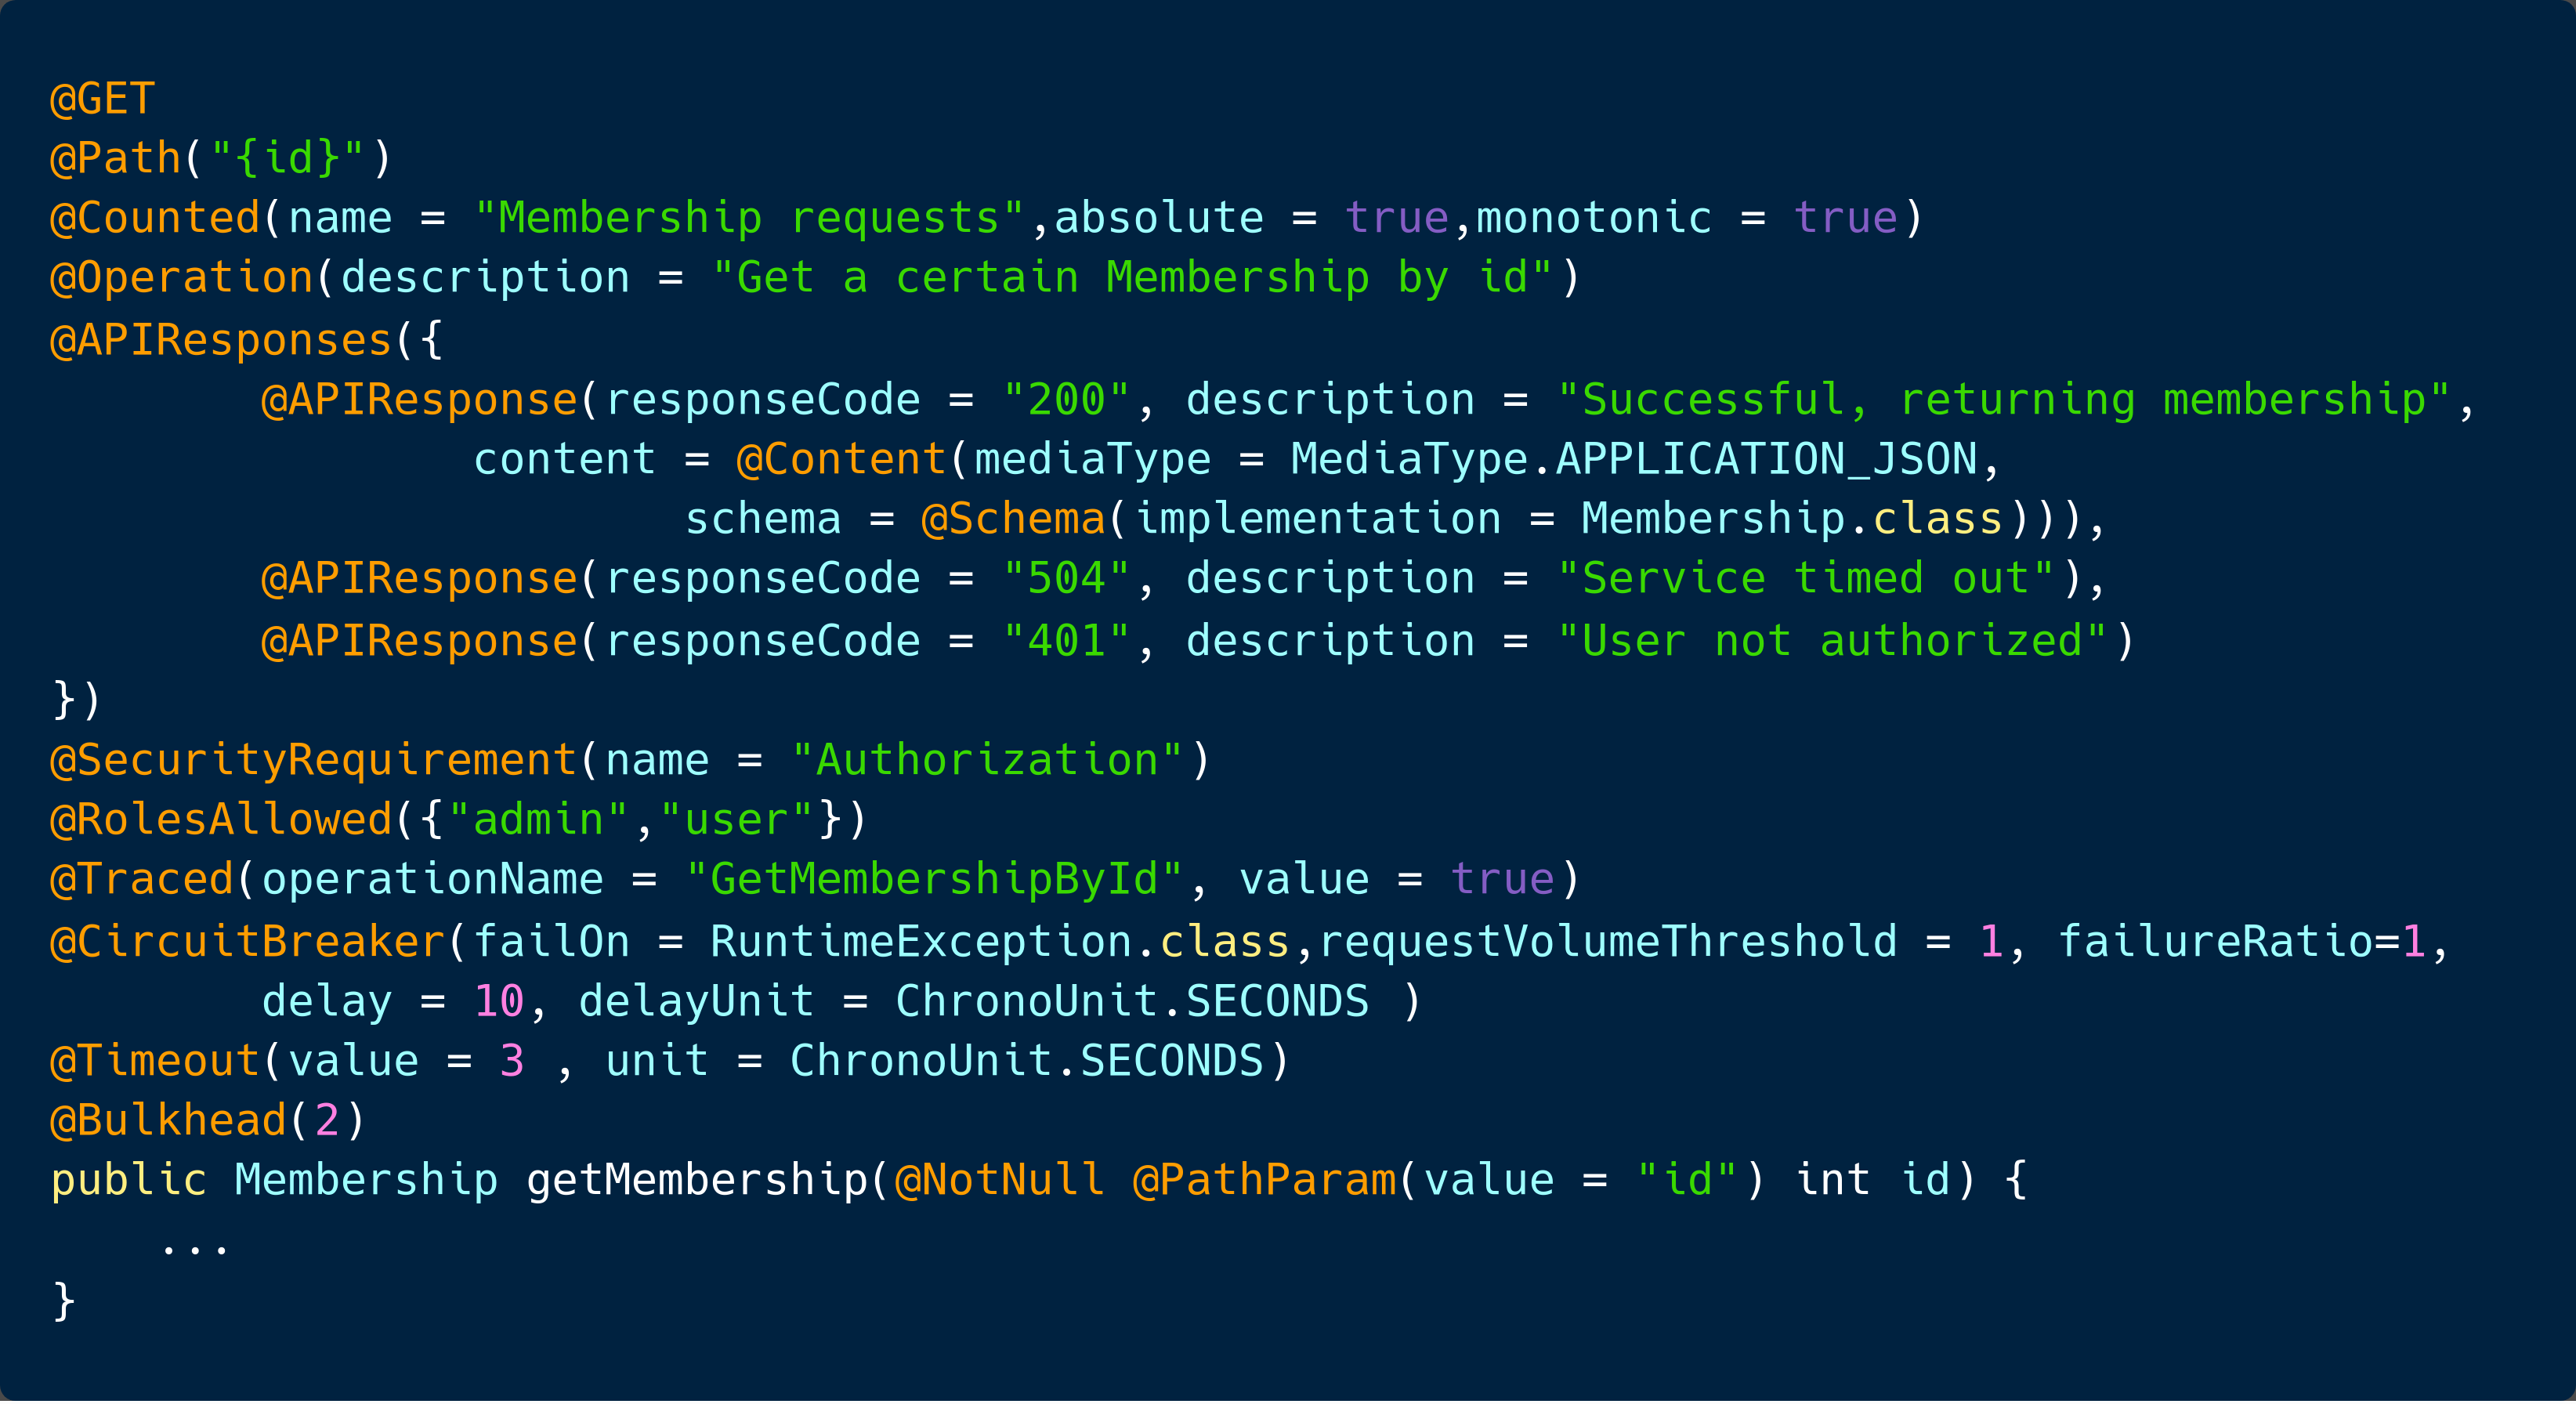 @GET
@Path("{id}")
@Counted(name = "Membership requests",absolute = true,monotonic = true)
@Operation(description = "Get a certain Membership by id")
@APIResponses({
        @APIResponse(responseCode = "200", description = "Successful, returning membership",
                content = @Content(mediaType = MediaType.APPLICATION_JSON,
                        schema = @Schema(implementation = Membership.class))),
        @APIResponse(responseCode = "504", description = "Service timed out"),
        @APIResponse(responseCode = "401", description = "User not authorized")
})
@SecurityRequirement(name = "Authorization")
@RolesAllowed({"admin","user"})
@Traced(operationName = "GetMembershipById", value = true)
@CircuitBreaker(failOn = RuntimeException.class,requestVolumeThreshold = 1, failureRatio=1,
        delay = 10, delayUnit = ChronoUnit.SECONDS )
@Timeout(value = 3 , unit = ChronoUnit.SECONDS)
@Bulkhead(2)
public Membership getMembership(@NotNull @PathParam(value = "id") int id) {
    ...
}